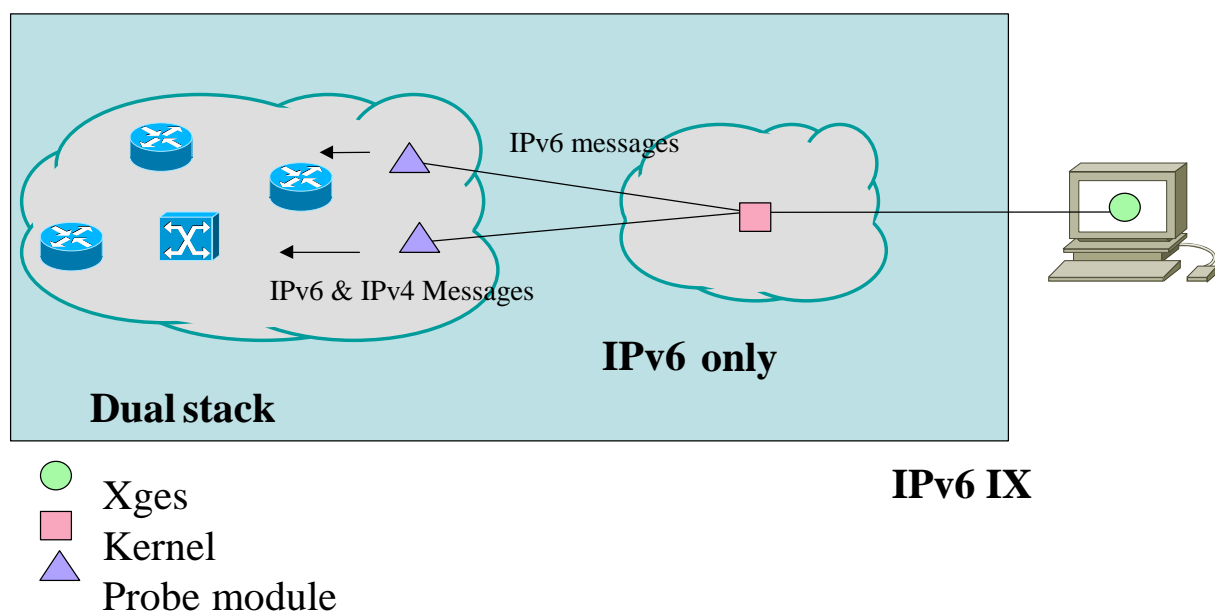 IPv6 messages
IPv6 & IPv4 Messages
IPv6 only
Dual stack
IPv6 IX
Xges
Kernel
Probe module